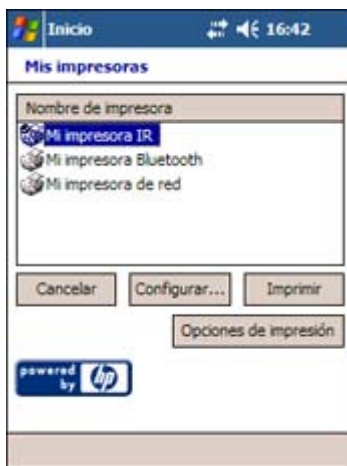 Inicio 16:42
Mis impresoras
Nombre de impresora
Mi impresora IR
Mi impresora Bluetooth
Mi impresora de red
Cancelar Configurar... Imprimir
Opciones de impresión
powered by hp